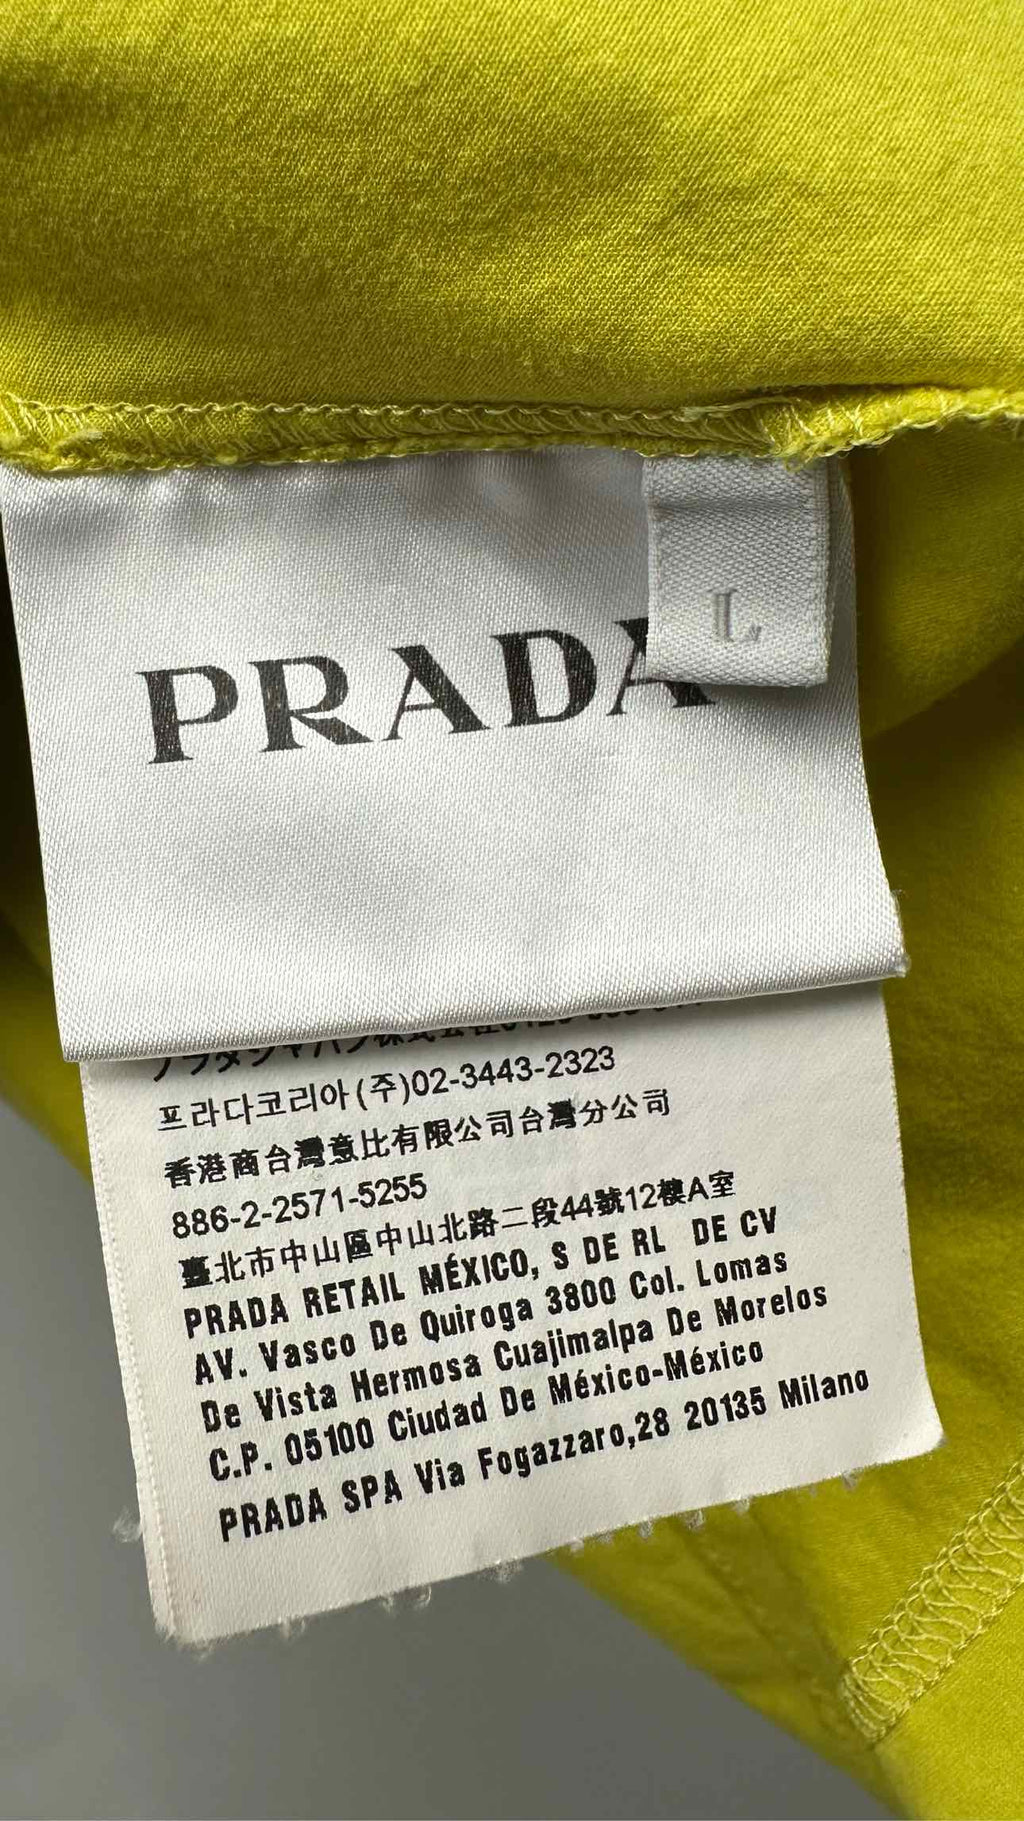 PRADA
L
프라다코리아(주)02-3443-2323
香港商台灣意比有限公司台灣分公司
886-2-2571-5255
臺北市中山區中山北路二段44號12樓A室
PRADA RETAIL MÉXICO, S DE RL DE CV
AV. Vasco De Quiroga 3800 Col. Lomas
De Vista Hermosa Cuajimalpa De Morelos
C.P. 05100 Ciudad De México-México
PRADA SPA Via Fogazzaro,28 20135 Milano